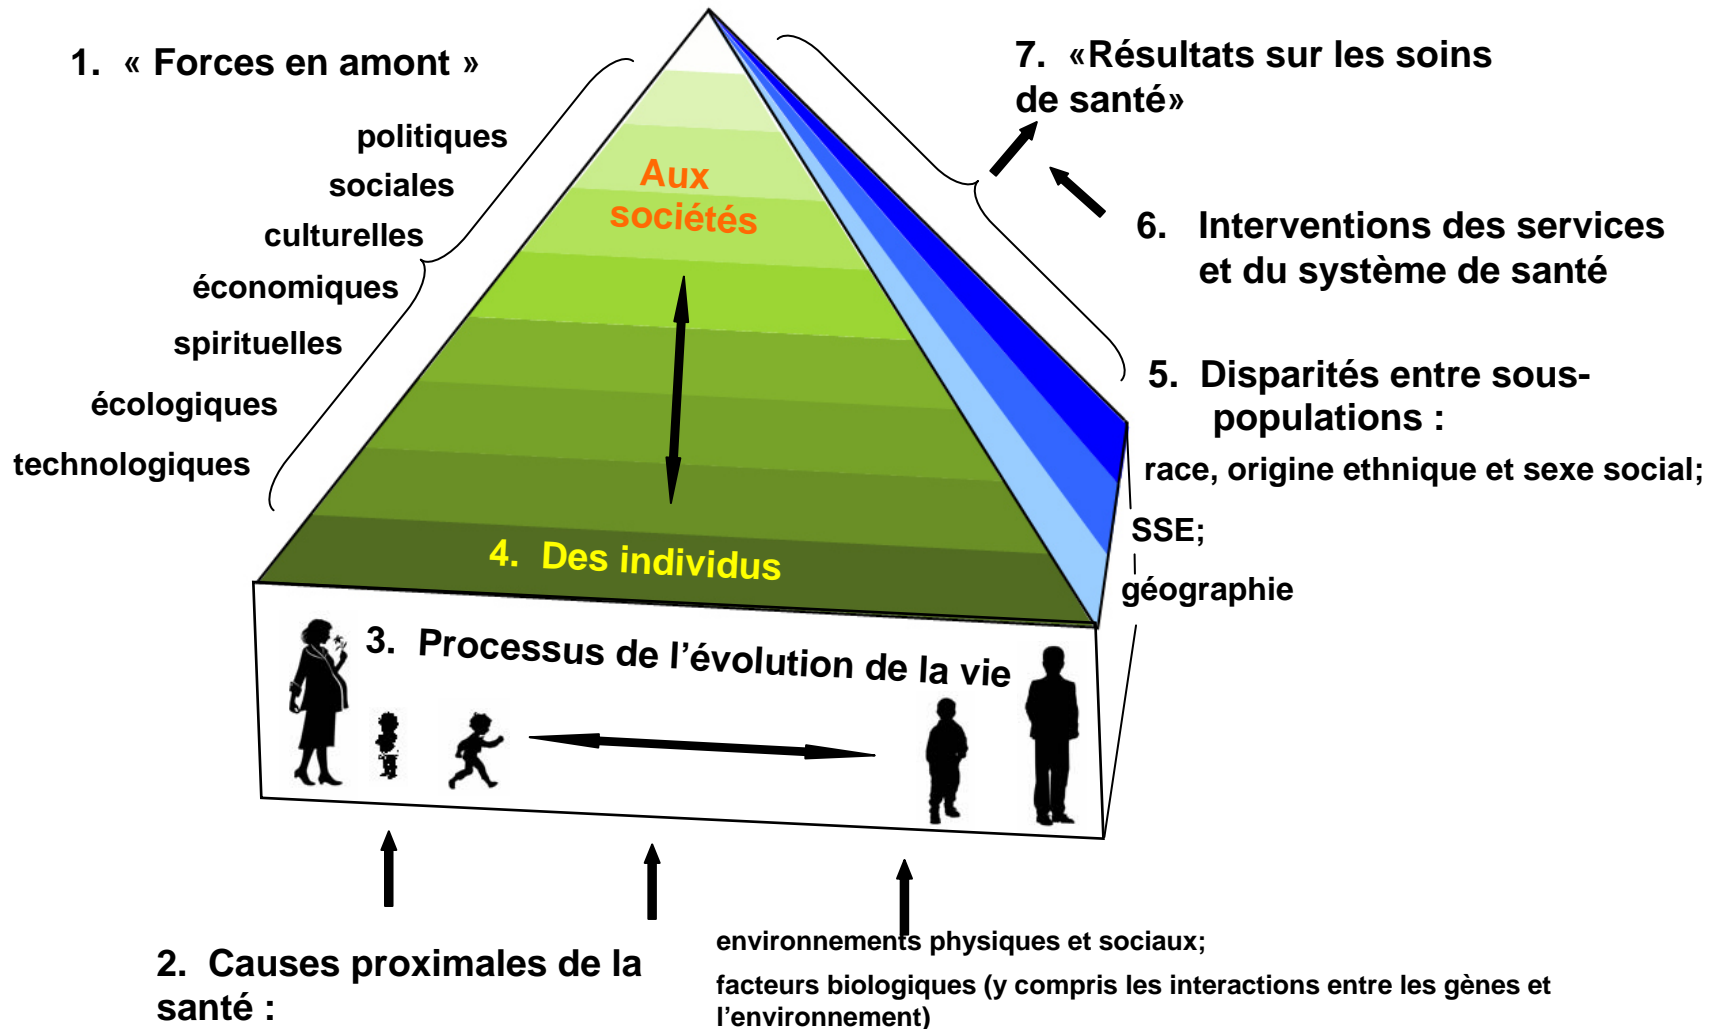 1. « Forces en amont »
politiques
sociales
culturelles
économiques
spirituelles
écologiques
technologiques
Aux
sociétés
4. Des individus
3. Processus de l’évolution de la vie
7. «Résultats sur les soins
de santé»
6. Interventions des services
et du système de santé
5. Disparités entre sous-
populations :
race, origine ethnique et sexe social;
SSE;
géographie
2. Causes proximales de la
santé :
environnements physiques et sociaux;
facteurs biologiques (y compris les interactions entre les gènes et
l’environnement)